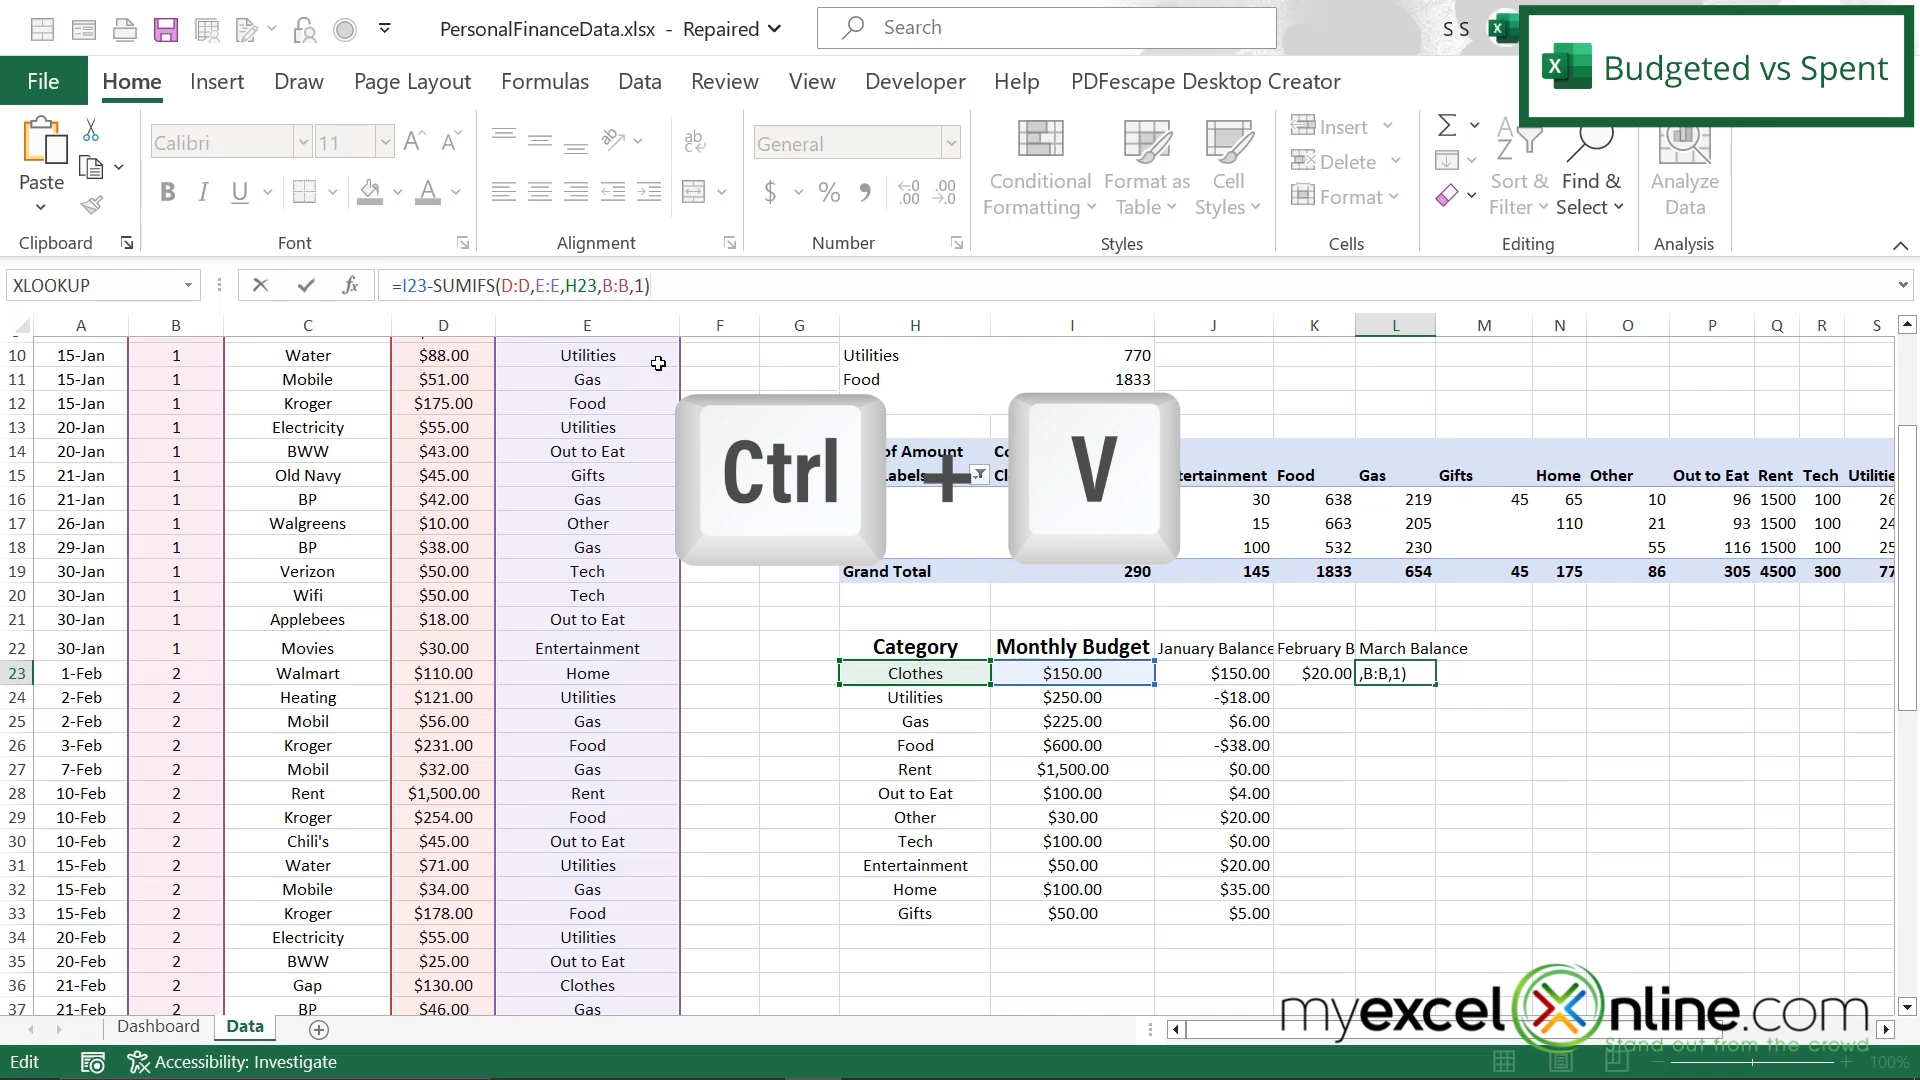 PersonalFinanceData.xlsx - Repaired
Search
S S
Budgeted vs Spent
File Home Insert Draw Page Layout Formulas Data Review View Developer Help PDFescape Desktop Creator
Calibri 11 General Insert
Paste Conditional Format as Cell Delete Sort & Find & Analyze
Formatting Table Styles Format Filter Select Data
Clipboard Font Alignment Number Styles Cells Editing Analysis
XLOOKUP =I23-SUMIFS(D:D,E:E,H23,B:B,1)
A B C D E F G H I J K L M N O P Q R S
10 15-Jan 1 Water $88.00 Utilities Utilities 770
11 15-Jan 1 Mobile $51.00 Gas Food 1833
12 15-Jan 1 Kroger $175.00 Food
13 20-Jan 1 Electricity $55.00 Utilities
14 20-Jan 1 BWW $43.00 Out to Eat of Amount Co
15 21-Jan 1 Old Navy $45.00 Gifts Labels Cl tertainment Food Gas Gifts Home Other Out to Eat Rent Tech Utilitie
16 21-Jan 1 BP $42.00 Gas 30 638 219 45 65 10 96 1500 100 26
17 26-Jan 1 Walgreens $10.00 Other 15 663 205 110 21 93 1500 100 24
18 29-Jan 1 BP $38.00 Gas 100 532 230 55 116 1500 100 25
19 30-Jan 1 Verizon $50.00 Tech Grand Total 290 145 1833 654 45 175 86 305 4500 300 77
20 30-Jan 1 Wifi $50.00 Tech
21 30-Jan 1 Applebees $18.00 Out to Eat
22 30-Jan 1 Movies $30.00 Entertainment Category Monthly Budget January Balance February B March Balance
23 1-Feb 2 Walmart $110.00 Home Clothes $150.00 $150.00 $20.00 ,B:B,1)
24 2-Feb 2 Heating $121.00 Utilities Utilities $250.00 -$18.00
25 2-Feb 2 Mobil $56.00 Gas Gas $225.00 $6.00
26 3-Feb 2 Kroger $231.00 Food Food $600.00 -$38.00
27 7-Feb 2 Mobil $32.00 Gas Rent $1,500.00 $0.00
28 10-Feb 2 Rent $1,500.00 Rent Out to Eat $100.00 $4.00
29 10-Feb 2 Kroger $254.00 Food Other $30.00 $20.00
30 10-Feb 2 Chili's $45.00 Out to Eat Tech $100.00 $0.00
31 15-Feb 2 Water $71.00 Utilities Entertainment $50.00 $20.00
32 15-Feb 2 Mobile $34.00 Gas Home $100.00 $35.00
33 15-Feb 2 Kroger $178.00 Food Gifts $50.00 $5.00
34 20-Feb 2 Electricity $55.00 Utilities
35 20-Feb 2 BWW $25.00 Out to Eat
36 21-Feb 2 Gap $130.00 Clothes
37 21-Feb 2 BP $46.00 Gas
Ctrl + V
Dashboard Data
myexcelonline.com
Stand out from the crowd
Edit Accessibility: Investigate 100%